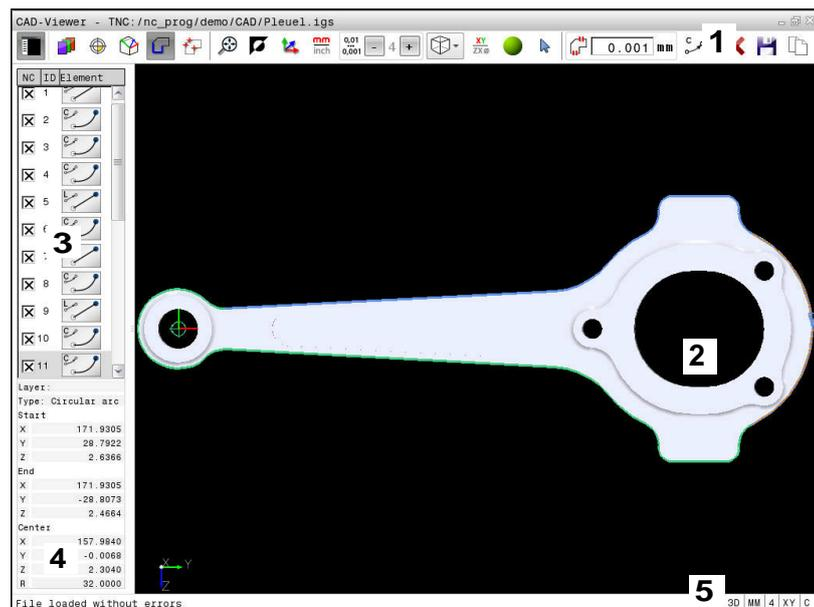 CAD-Viewer - TNC:/nc_prog/demo/CAD/Pleuel.igs
mm
inch
0,01
0,001
- 4 +
XY
ZXø
0.001 mm
C
1
NC ID Element
1
2 C
3 C
4 C
5 L
C
3
8 C
9 L
10 C
11 C
Layer:
Type: Circular arc
Start
X 171.9305
Y 28.7922
Z 2.6366
End
X 171.9305
Y -28.8073
Z 2.4664
Center
X 157.9840
Y -0.0068
Z 2.3040
R 32.0000
4
2
X Y
Z
5
File loaded without errors
3D MM 4 XY C